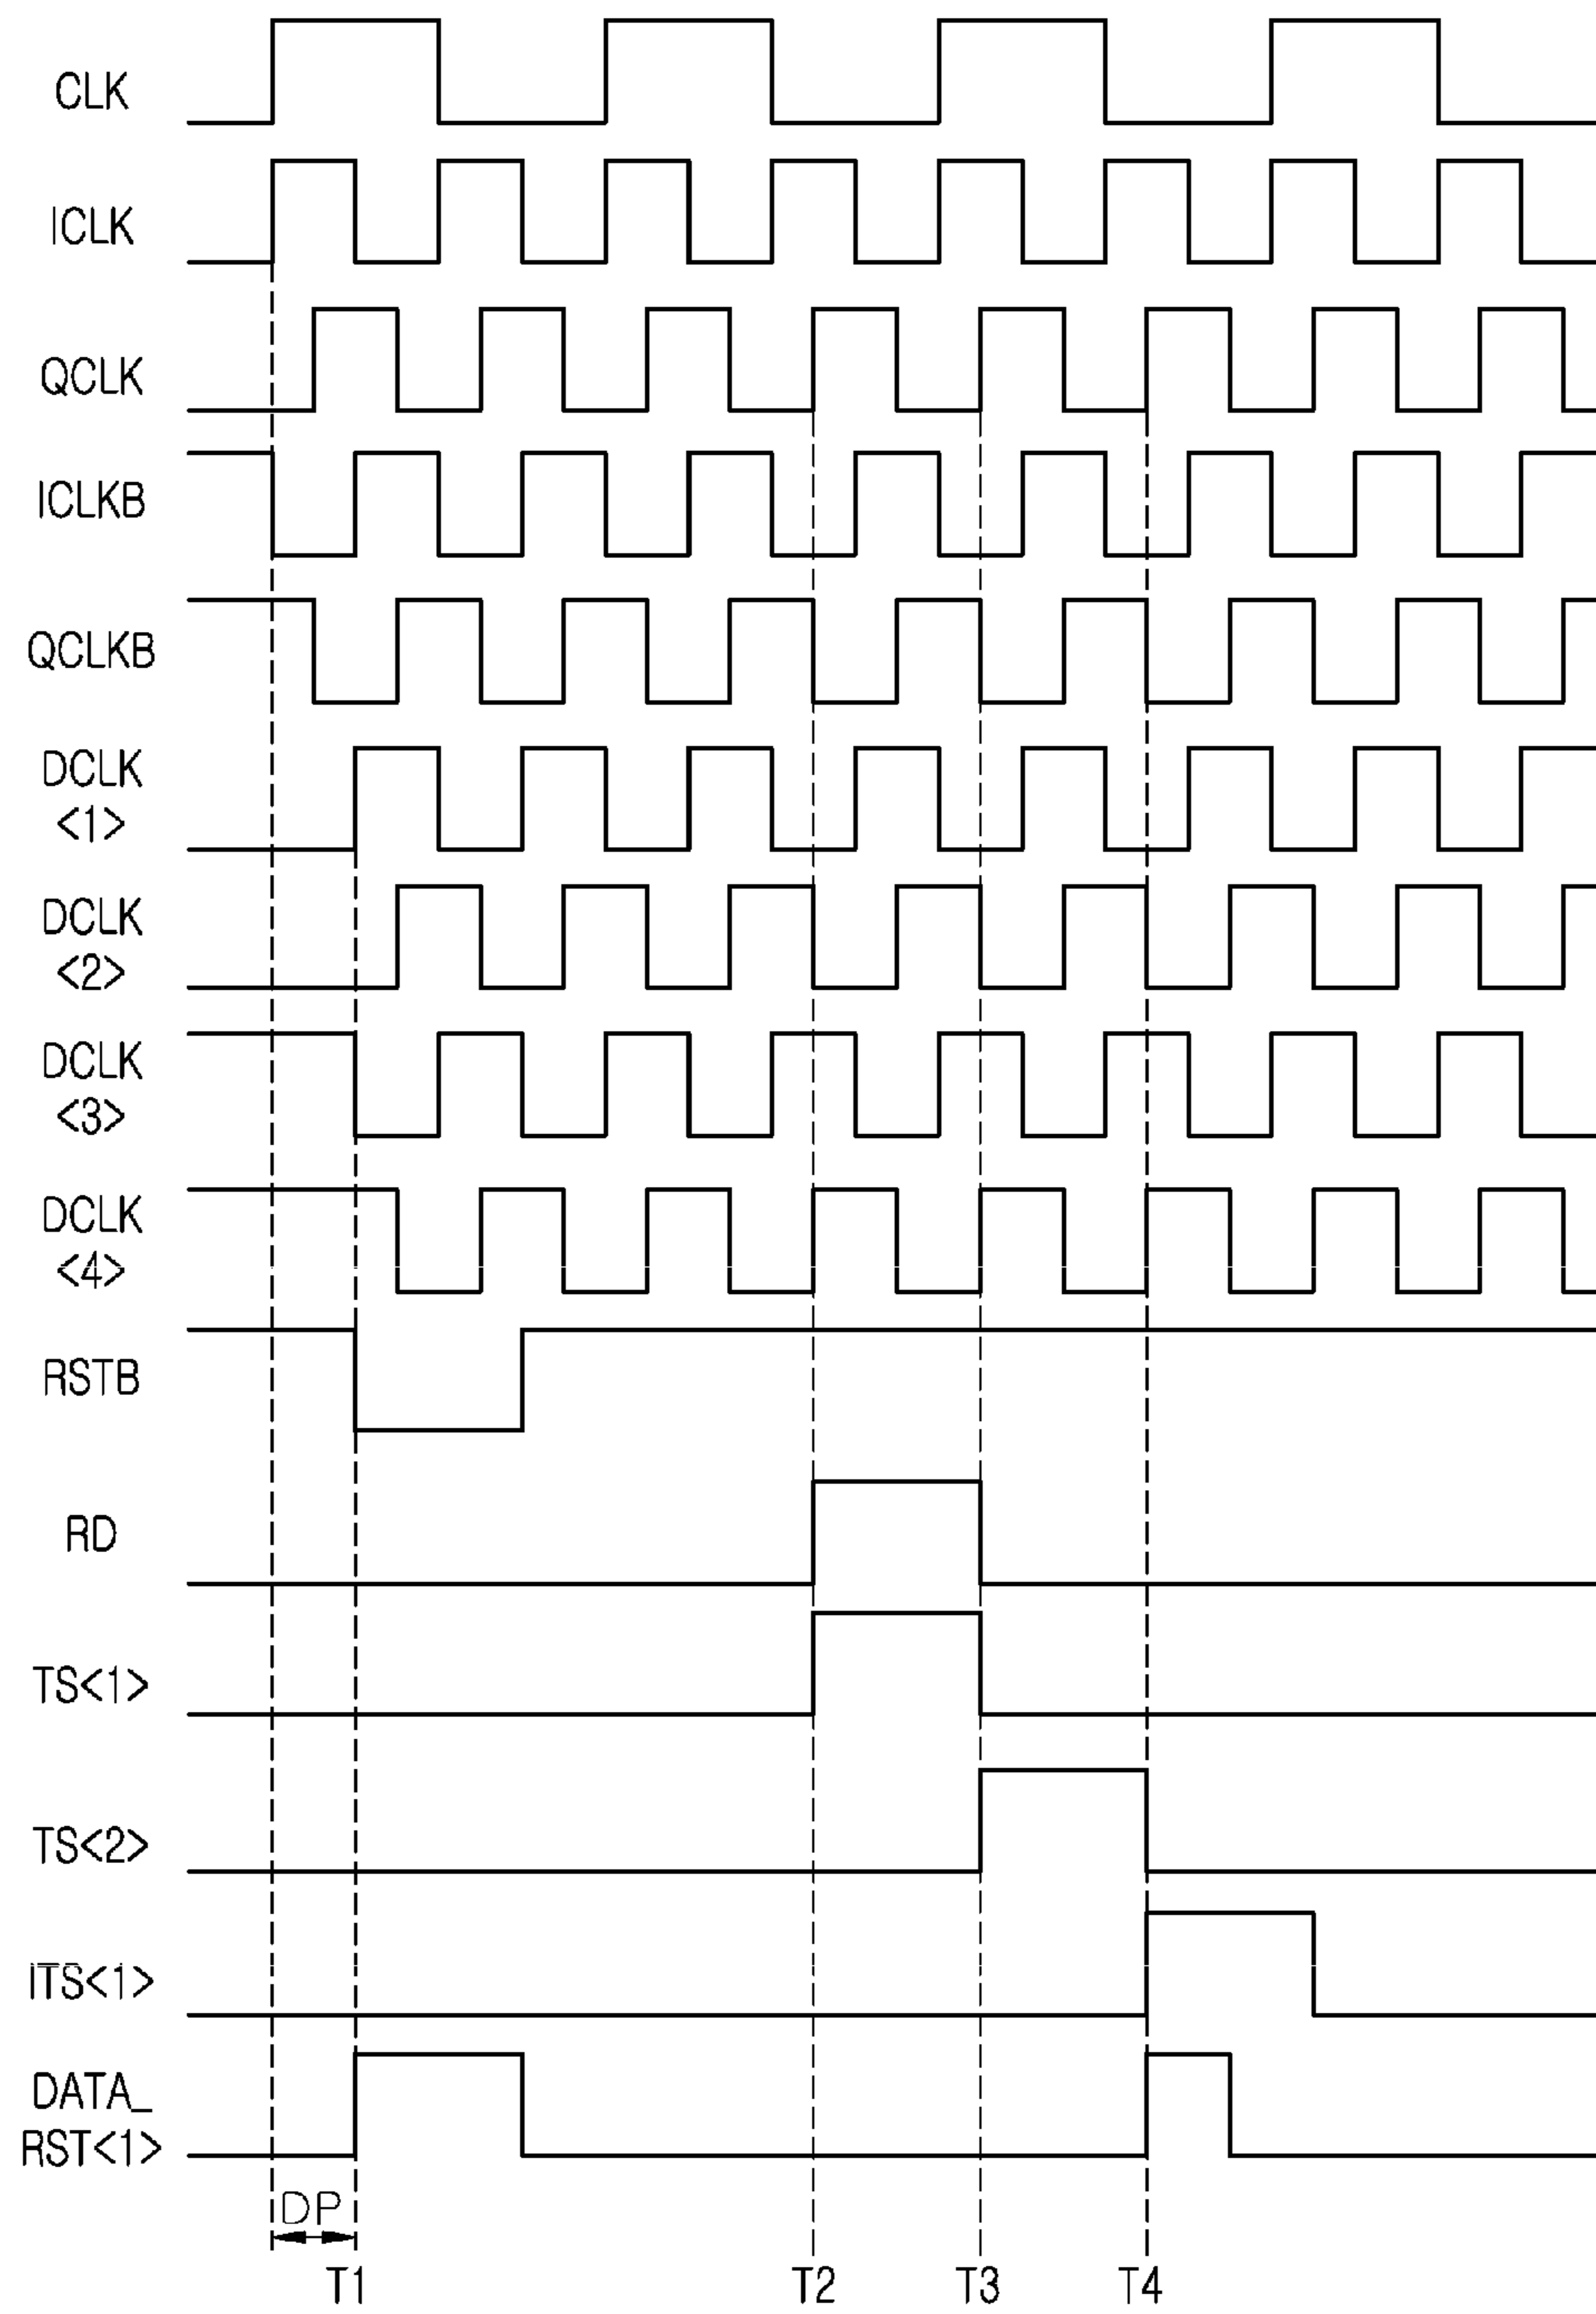 CLK
ICLK
QCLK
ICLKB
QCLKB
DCLK
<1>
DCLK
<2>
DCLK
<3>
DCLK
<4>
RSTB
RD
TS<1>
TS<2>
ITS<1>
DATA_
RST<1>
DP
T1 T2 T3 T4